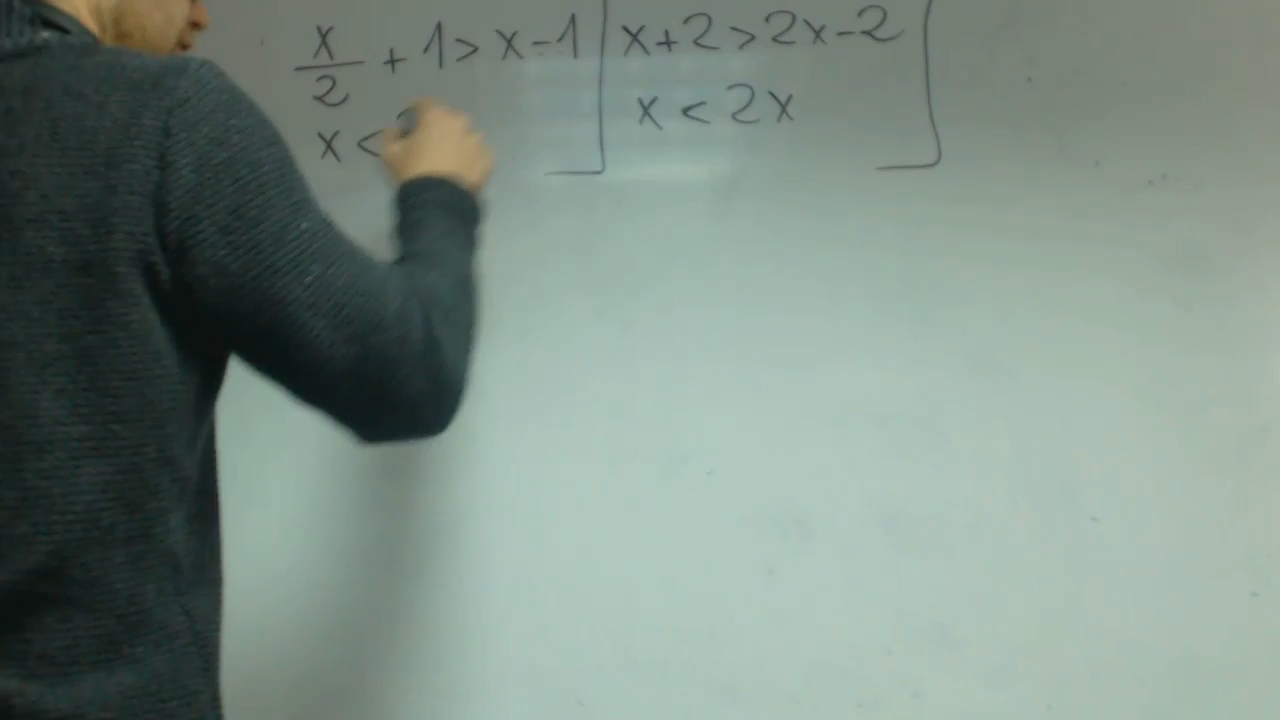 x/2 + 1 > x - 1
x <
x + 2 > 2x - 2
x < 2x